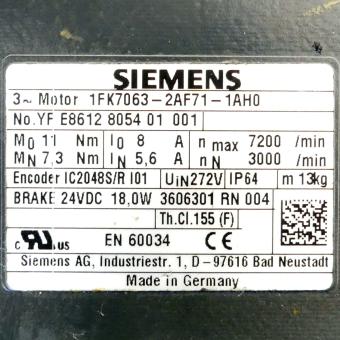 SIEMENS
3~ Motor 1FK7063-2AF71-1AH0
No.YF E8612 8054 01 001
M0 11 Nm I0 8 A n max 7200 /min
MN 7,3 Nm IN 5,6 A n N 3000 /min
Encoder IC2048S/R I01 UIN272V IP64 m 13kg
BRAKE 24VDC 18,0W 3606301 RN 004
Th.Cl.155 (F)
c RU us EN 60034 CE
Siemens AG, Industriestr. 1, D-97616 Bad Neustadt
Made in Germany